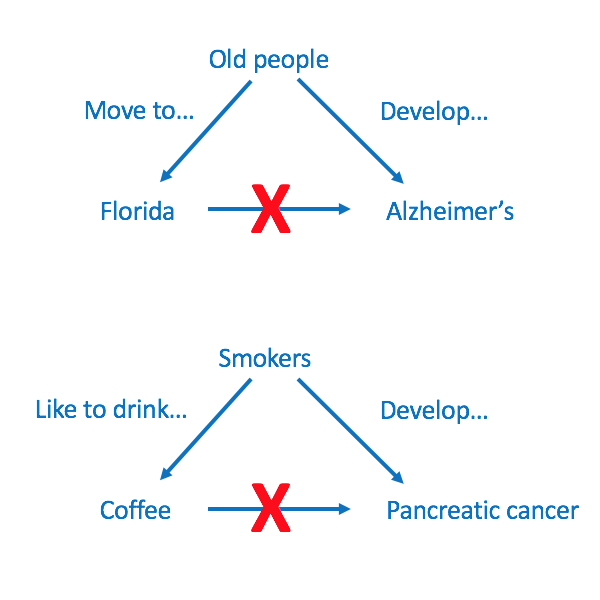 Old people
Move to...
Develop...
Florida
X
Alzheimer’s
Smokers
Like to drink...
Develop...
Coffee
X
Pancreatic cancer